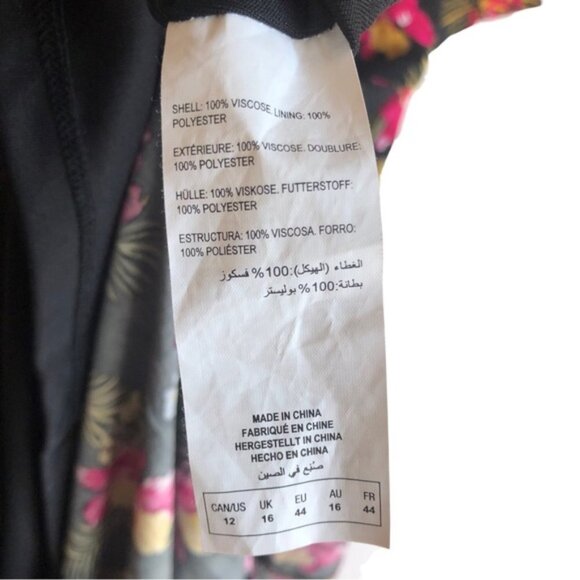 SHELL: 100% VISCOSE. LINING: 100%
POLYESTER
EXTÉRIEURE: 100% VISCOSE. DOUBLURE:
100% POLYESTER
HÜLLE: 100% VISKOSE. FUTTERSTOFF:
100% POLYESTER
ESTRUCTURA: 100% VISCOSA. FORRO:
100% POLIÉSTER
الغطاء (الهيكل):100% فسكوز
بطانة:100% بوليستر
MADE IN CHINA
FABRIQUÉ EN CHINE
HERGESTELLT IN CHINA
HECHO EN CHINA
صُنِع في الصين
CAN/US UK EU AU FR
12 16 44 16 44